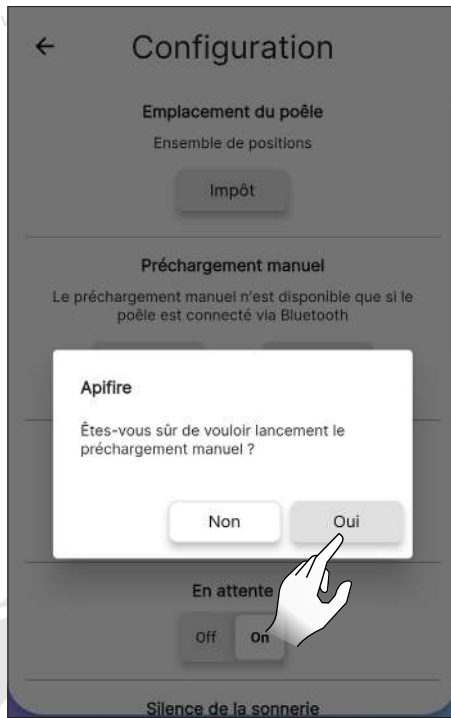 Configuration
Emplacement du poêle
Ensemble de positions
Impôt
Préchargement manuel
Le préchargement manuel n'est disponible que si le
poêle est connecté via Bluetooth
Apifire
Êtes-vous sûr de vouloir lancement le
préchargement manuel ?
Non Oui
En attente
Off On
Silence de la sonnerie